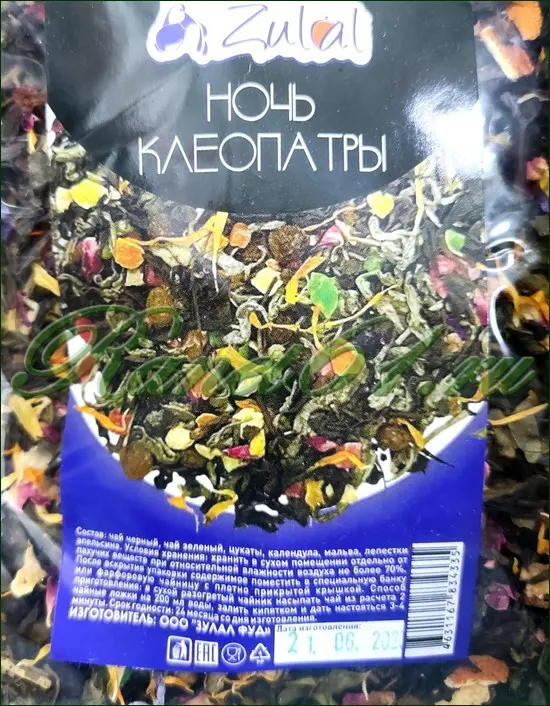 Zulal
НОЧЬ
КЛЕОПАТРЫ
Состав: чай черный, чай зеленый, цукаты, календула, мальва, лепестки
апельсина. Условия хранения: хранить в сухом помещении отдельно от
пахучих веществ при относительной влажности воздуха не более 70%.
После вскрытия упаковки содержимое поместить в специальную банку
или фарфоровую чайницу с плотно прикрытой крышкой. Способ
приготовления: в сухой разогретый чайник насыпать чай из расчета 2
чайные ложки на 200 мл воды, залить кипятком и дать настояться 3-4
минуты. Срок годности: 24 месяца со дня изготовления.
ИЗГОТОВИТЕЛЬ: ООО "ЗУЛАЛ ФУД"
Дата изготовления:
21. 06.
EAC
4631167834335